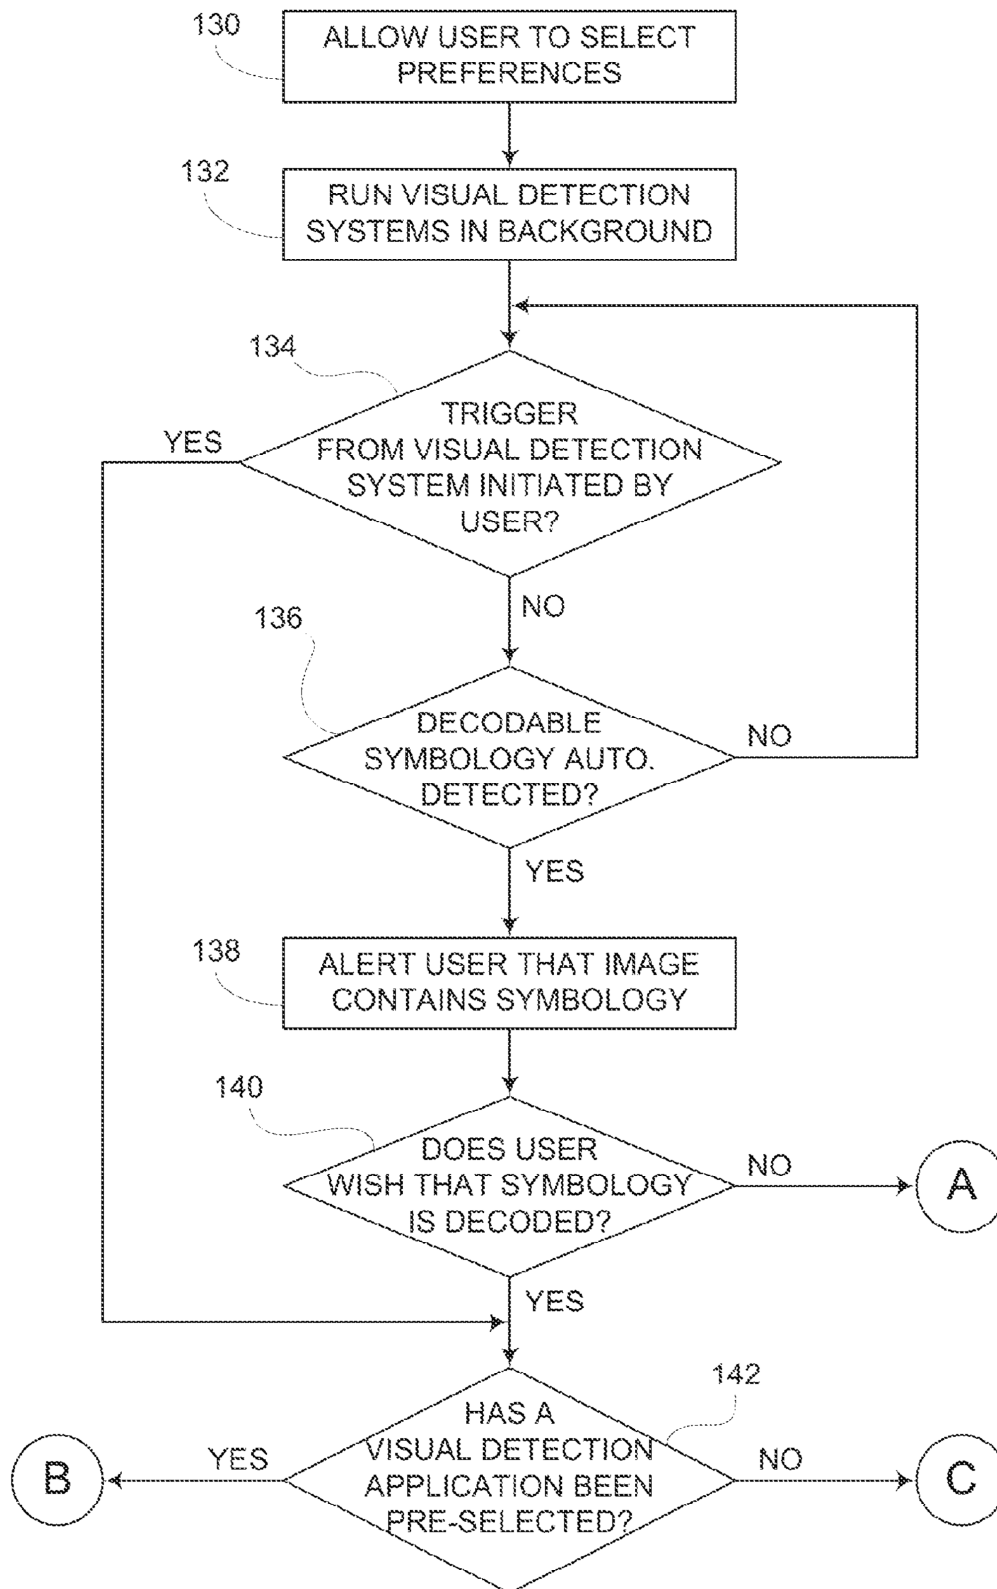 130
ALLOW USER TO SELECT
PREFERENCES
132
RUN VISUAL DETECTION
SYSTEMS IN BACKGROUND
134
TRIGGER
FROM VISUAL DETECTION
SYSTEM INITIATED BY
USER?
YES
NO
136
DECODABLE
SYMBOLOGY AUTO.
DETECTED?
NO
YES
138
ALERT USER THAT IMAGE
CONTAINS SYMBOLOGY
140
DOES USER
WISH THAT SYMBOLOGY
IS DECODED?
NO
A
YES
142
HAS A
VISUAL DETECTION
APPLICATION BEEN
PRE-SELECTED?
YES
B
NO
C